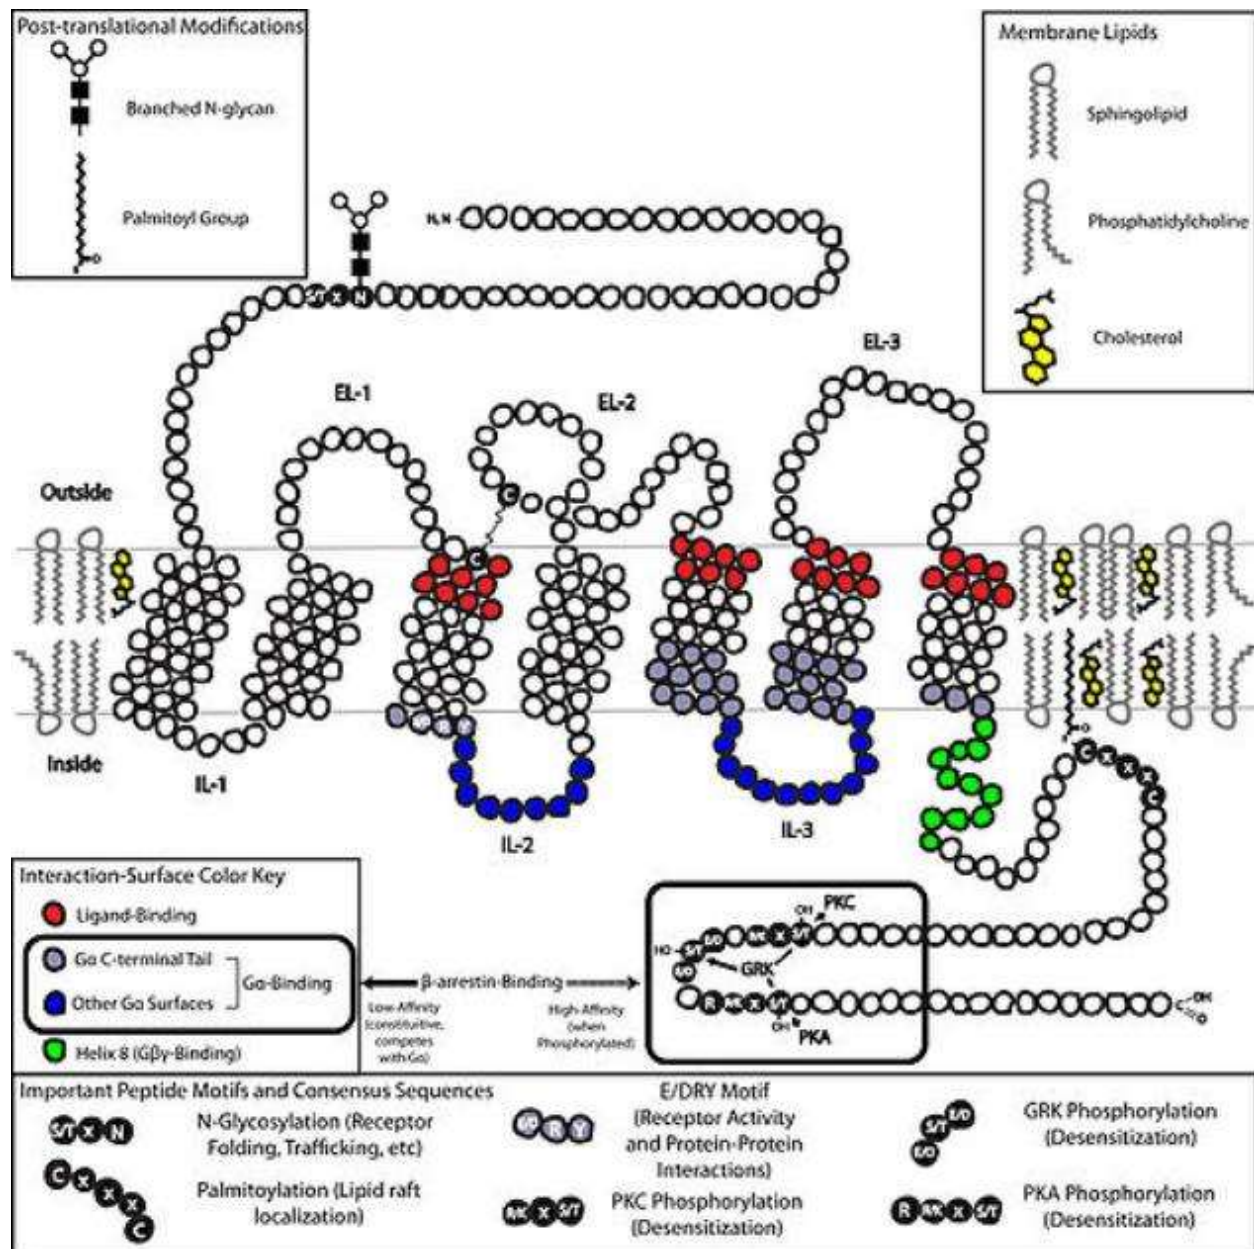 Post-translational Modifications
Branched N-glycan
Palmitoyl Group
Membrane Lipids
Sphingolipid
Phosphatidylcholine
Cholesterol
H₂N
S/T X N
EL-1
EL-2
EL-3
C
C
Outside
Inside
IL-1
IL-2
IL-3
C X X X C
Interaction-Surface Color Key
Ligand-Binding
Gα C-terminal Tail
Other Gα Surfaces
Gα-Binding
Helix 8 (Gβγ-Binding)
β-arrestin-Binding
Low-Affinity
(constitutive,
competes
with Gα)
High-Affinity
(when
Phosphorylated)
OH PKC
HO S/T E/D R/K X S/T
E/D GRK
R R/K X S/T
OH PKA
C OH
O
Important Peptide Motifs and Consensus Sequences
S/T X N
N-Glycosylation (Receptor
Folding, Trafficking, etc)
C X X X C
Palmitoylation (Lipid raft
localization)
E/DRY Motif
E/D R Y
(Receptor Activity
and Protein-Protein
Interactions)
R/K X S/T
PKC Phosphorylation
(Desensitization)
E/D S/T E/D
GRK Phosphorylation
(Desensitization)
R R/K X S/T
PKA Phosphorylation
(Desensitization)